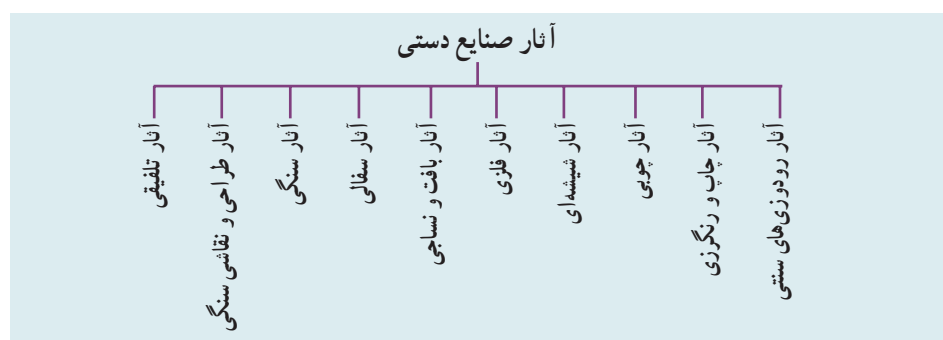 آثار صنایع دستی
آثار رودوزی‌های سنتی
آثار چاپ و رنگرزی
آثار چوبی
آثار شیشه‌ای
آثار فلزی
آثار بافت و نساجی
آثار سفالی
آثار سنگی
آثار طراحی و نقاشی سنگی
آثار تلفیقی